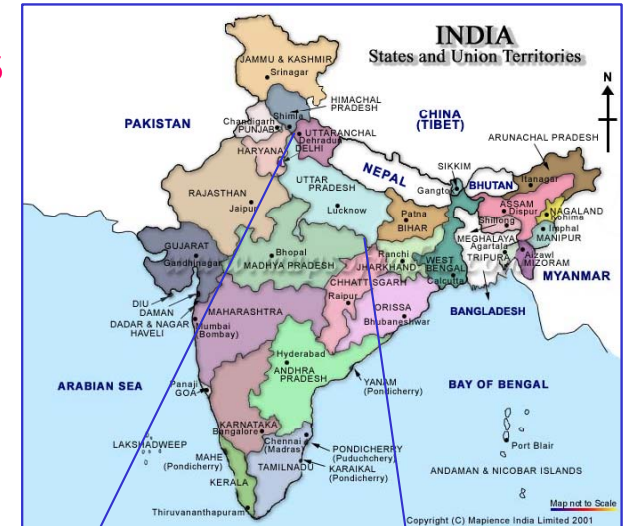 S
INDIA
States and Union Territories
N
JAMMU & KASHMIR
Srinagar
HIMACHAL
PRADESH
CHINA
(TIBET)
PAKISTAN
Chandigarh
Shimla
PUNJAB
UTTARANCHAL
Dehradun
HARYANA
DELHI
ARUNACHAL PRADESH
NEPAL
SIKKIM
BHUTAN
Itanagar
Gangtok
RAJASTHAN
UTTAR
PRADESH
ASSAM
Dispur
NAGALAND
Kohima
Jaipur
Lucknow
Patna
BIHAR
Shillong
Imphal
MEGHALAYA
MANIPUR
GUJARAT
Bhopal
Ranchi
WEST
BENGAL
Agartala
TRIPURA
Aizawl
MIZORAM
Gandhinagar
MADHYA PRADESH
JHARKHAND
CHHATTISGARH
Calcutta
MYANMAR
DIU
DAMAN
DADAR & NAGAR
HAVELI
MAHARASHTRA
Raipur
ORISSA
Bhubaneshwar
BANGLADESH
Mumbai
(Bombay)
Hyderabad
ANDHRA
PRADESH
ARABIAN SEA
Panaji
GOA
YANAM
(Pondicherry)
BAY OF BENGAL
KARNATAKA
Bangalore
Chennai
(Madras)
LAKSHADWEEP
MAHE
(Pondicherry)
PONDICHERRY
(Puduchcherry)
Port Blair
TAMILNADU
KARAIKAL
(Pondicherry)
KERALA
ANDAMAN & NICOBAR ISLANDS
Thiruvananthapuram
Map not to Scale
Copyright (C) Mapience India Limited 2001